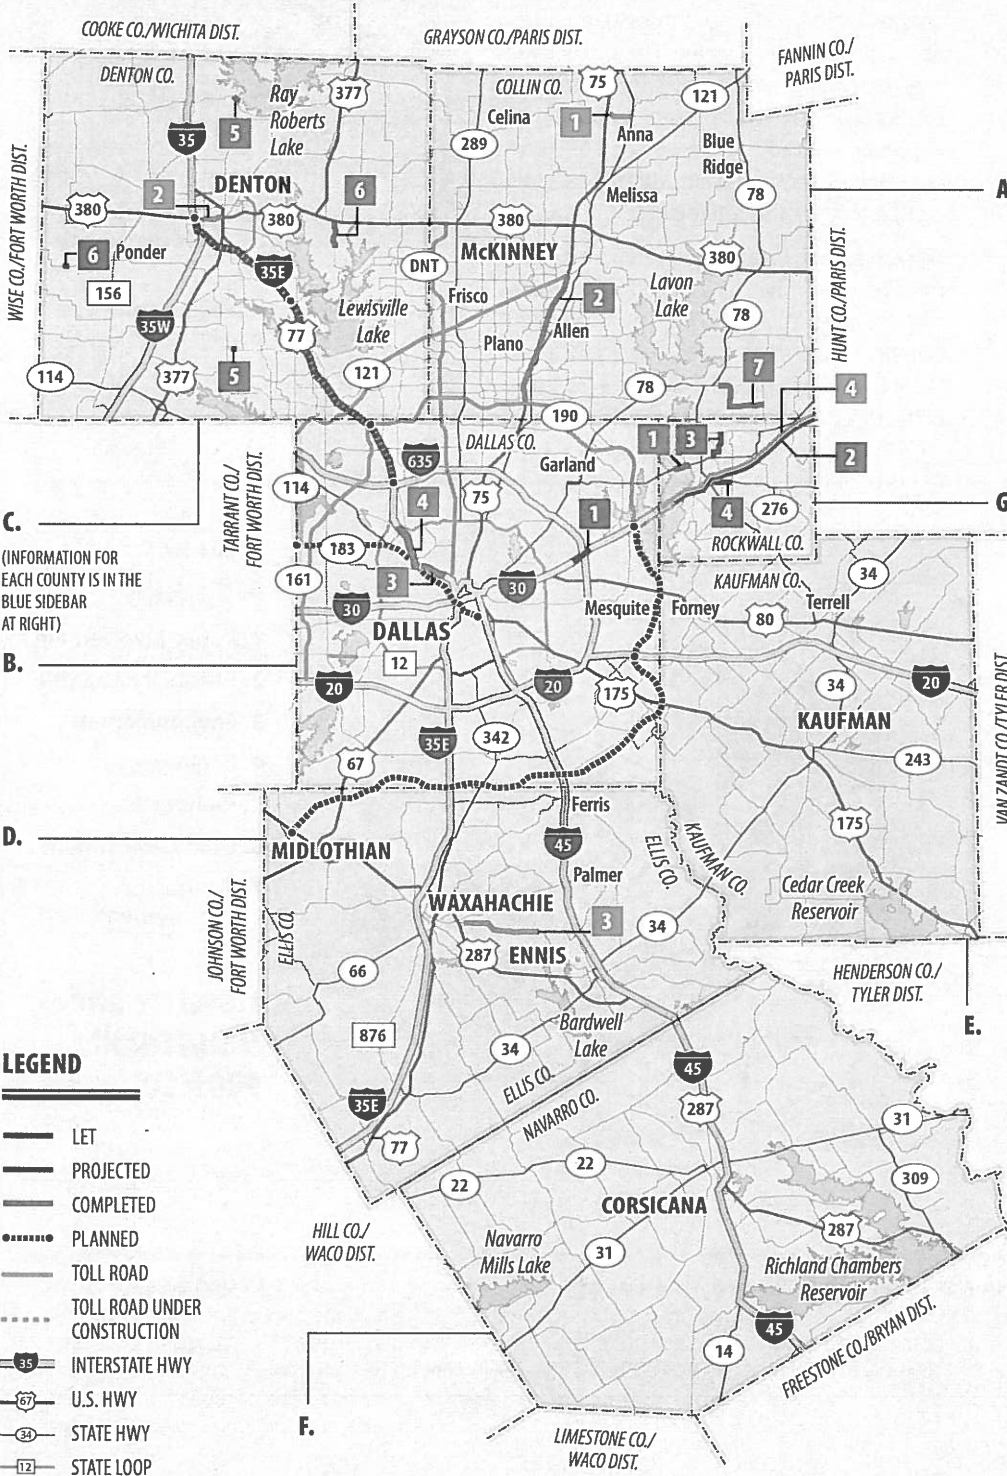 COOKE CO./WICHITA DIST.
GRAYSON CO./PARIS DIST.
FANNIN CO./
PARIS DIST.
DENTON CO.
Ray
Roberts
Lake
377
35
5
COLLIN CO.
75
121
Celina
1
Anna
289
Blue
Ridge
Melissa
78
A
WISE CO./FORT WORTH DIST.
2
DENTON
6
380
380
380
McKINNEY
380
6
Ponder
156
35E
DNT
Frisco
Lavon
Lake
2
HUNT CO./PARIS DIST.
35W
77
Lewisville
Lake
Allen
78
Plano
114
377
5
121
78
7
4
190
C.
(INFORMATION FOR
EACH COUNTY IS IN THE
BLUE SIDEBAR
AT RIGHT)
TARRANT CO./
FORT WORTH DIST.
DALLAS CO.
635
Garland
1
3
2
114
4
75
1
4
276
G
183
ROCKWALL CO.
161
3
30
30
KAUFMAN CO.
34
Mesquite
Forney
Terrell
80
DALLAS
12
B.
20
20
175
34
20
KAUFMAN
35E
342
67
243
VAN ZANDT CO./TYLER DIST.
D.
Ferris
MIDLOTHIAN
45
175
Palmer
ELLIS CO.
KAUFMAN CO.
Cedar Creek
Reservoir
JOHNSON CO./
FORT WORTH DIST.
ELLIS CO.
WAXAHACHIE
3
34
287
ENNIS
66
HENDERSON CO./
TYLER DIST.
E.
876
Bardwell
Lake
34
ELLIS CO.
NAVARRO CO.
45
35E
287
77
31
22
22
309
CORSICANA
HILL CO./
WACO DIST.
Navarro
Mills Lake
31
287
Richland Chambers
Reservoir
45
14
FREESTONE CO./BRYAN DIST.
F.
LIMESTONE CO./
WACO DIST.
LEGEND
LET
PROJECTED
COMPLETED
PLANNED
TOLL ROAD
TOLL ROAD UNDER
CONSTRUCTION
35 INTERSTATE HWY
67 U.S. HWY
34 STATE HWY
12 STATE LOOP